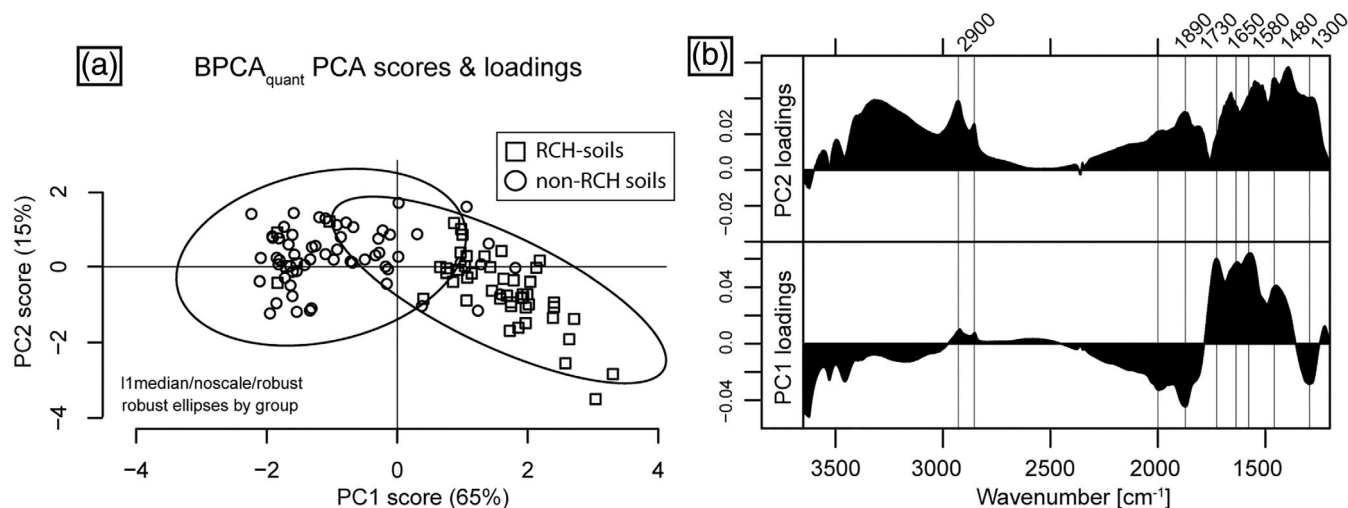 (a)
BPCAquant PCA scores & loadings
RCH-soils
non-RCH soils
PC2 score (15%)
2
0
−2
−4
l1median/noscale/robust
robust ellipses by group
−4 −2 0 2 4
PC1 score (65%)
(b)
2900 1890 1730 1650 1580 1480 1300
PC2 loadings
0.02
0.0
−0.02
PC1 loadings
0.04
0.0
−0.04
3500 3000 2500 2000 1500
Wavenumber [cm-1]